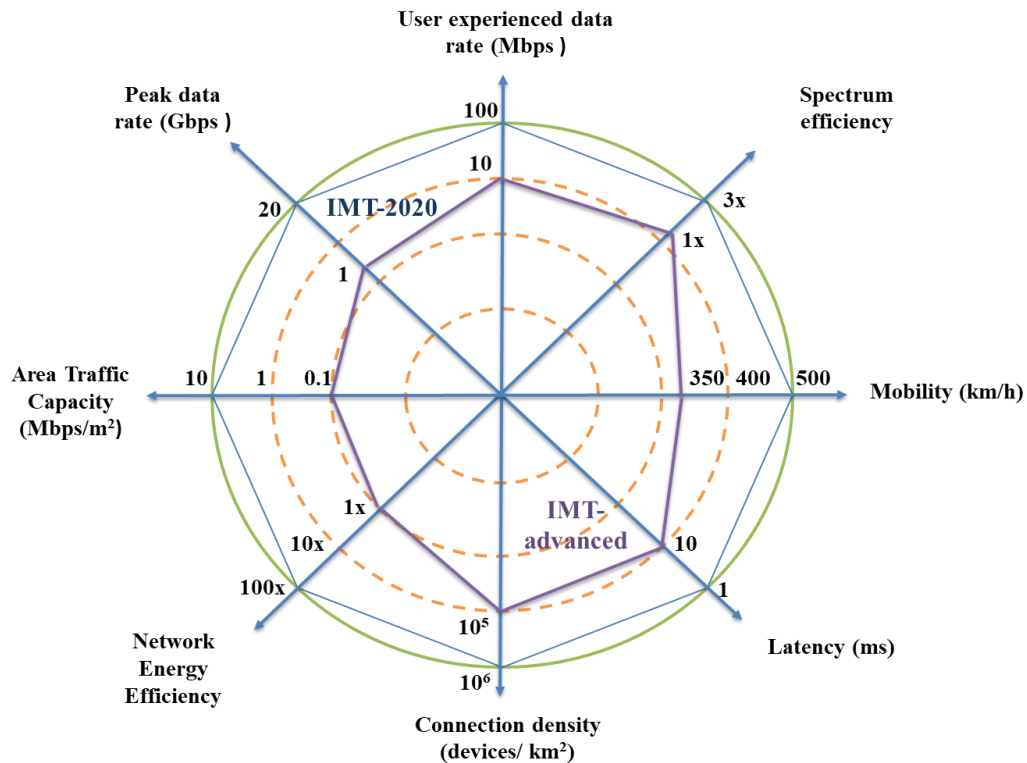 User experienced data
rate (Mbps )
Peak data
rate (Gbps )
Spectrum
efficiency
100
10
20
IMT-2020
3x
1x
1
Area Traffic
Capacity
(Mbps/m²)
10 1 0.1
350 400 500
Mobility (km/h)
1x
IMT-
advanced
10x
10
100x
1
10⁵
Network
Energy
Efficiency
Latency (ms)
10⁶
Connection density
(devices/ km²)